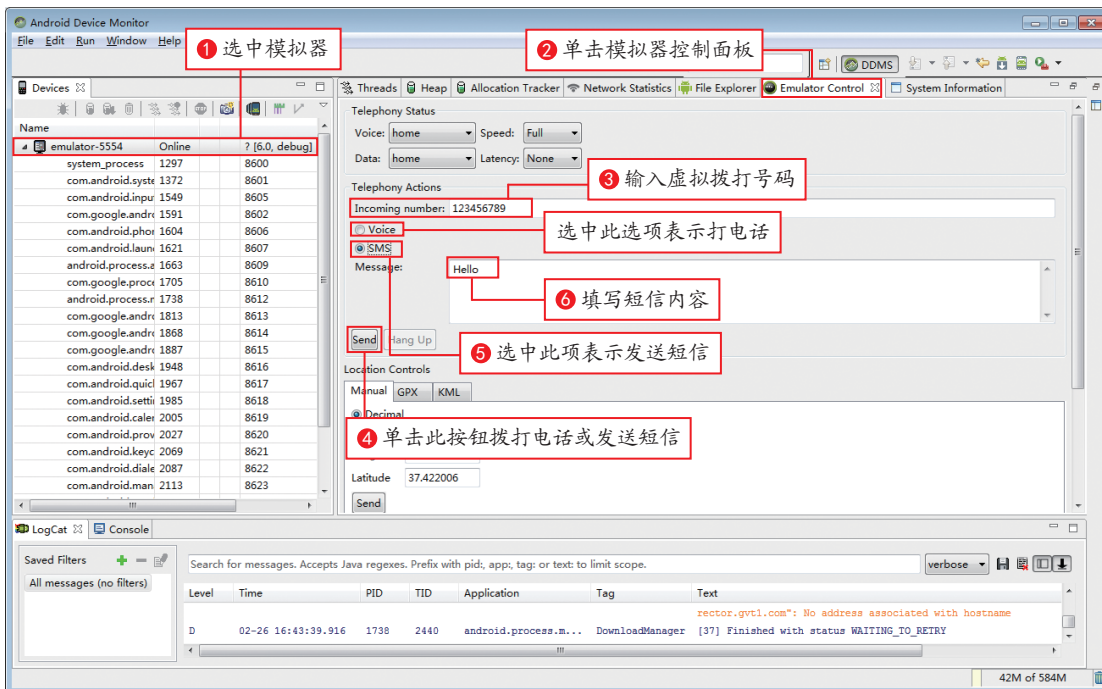 Android Device Monitor
File Edit Run Window Help
❶ 选中模拟器
❷ 单击模拟器控制面板
DDMS
Devices
Threads Heap Allocation Tracker Network Statistics File Explorer Emulator Control System Information
Name
emulator-5554 Online ? [6.0, debug]
system_process 1297 8600
com.android.syste 1372 8601
com.android.inpu 1549 8605
com.google.andro 1591 8602
com.android.phor 1604 8606
com.android.laun 1621 8607
android.process.a 1663 8609
com.google.proce 1705 8610
android.process.r 1738 8612
com.google.andro 1813 8613
com.google.andro 1868 8614
com.google.andro 1887 8615
com.android.desk 1948 8616
com.android.quicl 1967 8617
com.android.settin 1985 8618
com.android.caler 2005 8619
com.android.prov 2027 8620
com.android.keyc 2069 8621
com.android.diale 2087 8622
com.android.man 2113 8623
Telephony Status
Voice: home Speed: Full
Data: home Latency: None
Telephony Actions
❸ 输入虚拟拨打号码
Incoming number: 123456789
Voice
选中此选项表示打电话
SMS
Message: Hello
❻ 填写短信内容
Send Hang Up
❺ 选中此项表示发送短信
Location Controls
Manual GPX KML
Decimal
❹ 单击此按钮拨打电话或发送短信
Latitude 37.422006
Send
LogCat Console
Saved Filters
All messages (no filters)
Search for messages. Accepts Java regexes. Prefix with pid:, app:, tag: or text: to limit scope.
verbose
Level Time PID TID Application Tag Text
rector.gvt1.com": No address associated with hostname
D 02-26 16:43:39.916 1738 2440 android.process.m... DownloadManager [37] Finished with status WAITING_TO_RETRY
42M of 584M